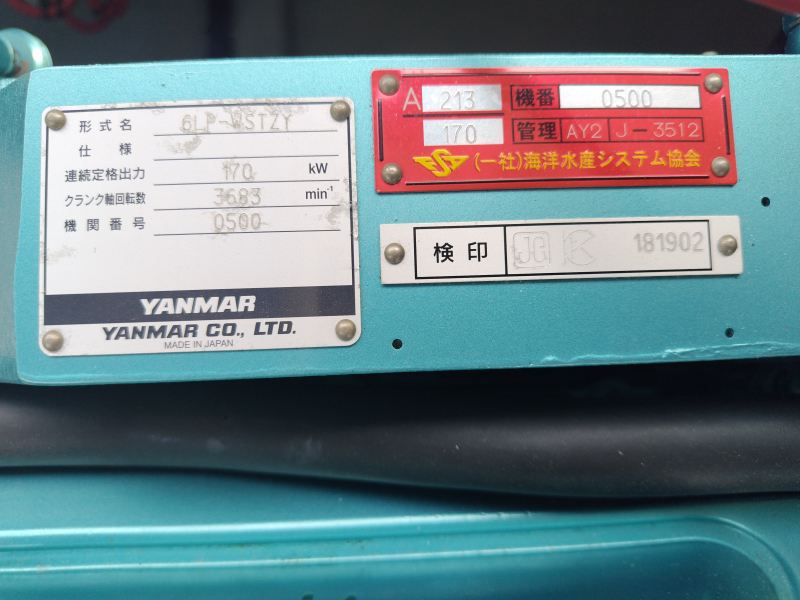 形式名 6LP-WSTZY
仕様
連続定格出力 170 kW
クランク軸回転数 3683 min⁻¹
機関番号 0500
YANMAR
YANMAR CO., LTD.
MADE IN JAPAN
A 213 機番 0500
170 管理 AY2 J-3512
FSA (一社)海洋水産システム協会
検印 JG 181902